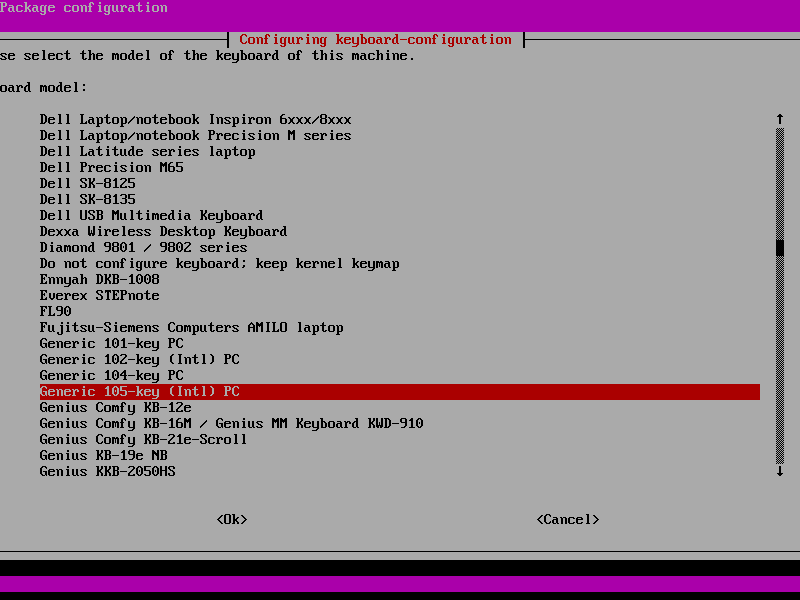 Package configuration
Configuring keyboard-configuration
se select the model of the keyboard of this machine.
oard model:
Dell Laptop/notebook Inspiron 6xxx/8xxx
Dell Laptop/notebook Precision M series
Dell Latitude series laptop
Dell Precision M65
Dell SK-8125
Dell SK-8135
Dell USB Multimedia Keyboard
Dexxa Wireless Desktop Keyboard
Diamond 9801 / 9802 series
Do not configure keyboard; keep kernel keymap
Ennyah DKB-1008
Everex STEPnote
FL90
Fujitsu-Siemens Computers AMILO laptop
Generic 101-key PC
Generic 102-key (Intl) PC
Generic 104-key PC
Generic 105-key (Intl) PC
Genius Comfy KB-12e
Genius Comfy KB-16M / Genius MM Keyboard KWD-910
Genius Comfy KB-21e-Scroll
Genius KB-19e NB
Genius KKB-2050HS
<Ok> <Cancel>